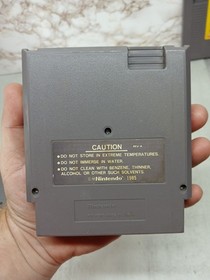 CAUTION
•DO NOT STORE IN EXTREME TEMPERATURES.
•DO NOT IMMERSE IN WATER.
•DO NOT CLEAN WITH BENZENE, THINNER,
ALCOHOL OR OTHER SUCH SOLVENTS.
©Nintendo 1985